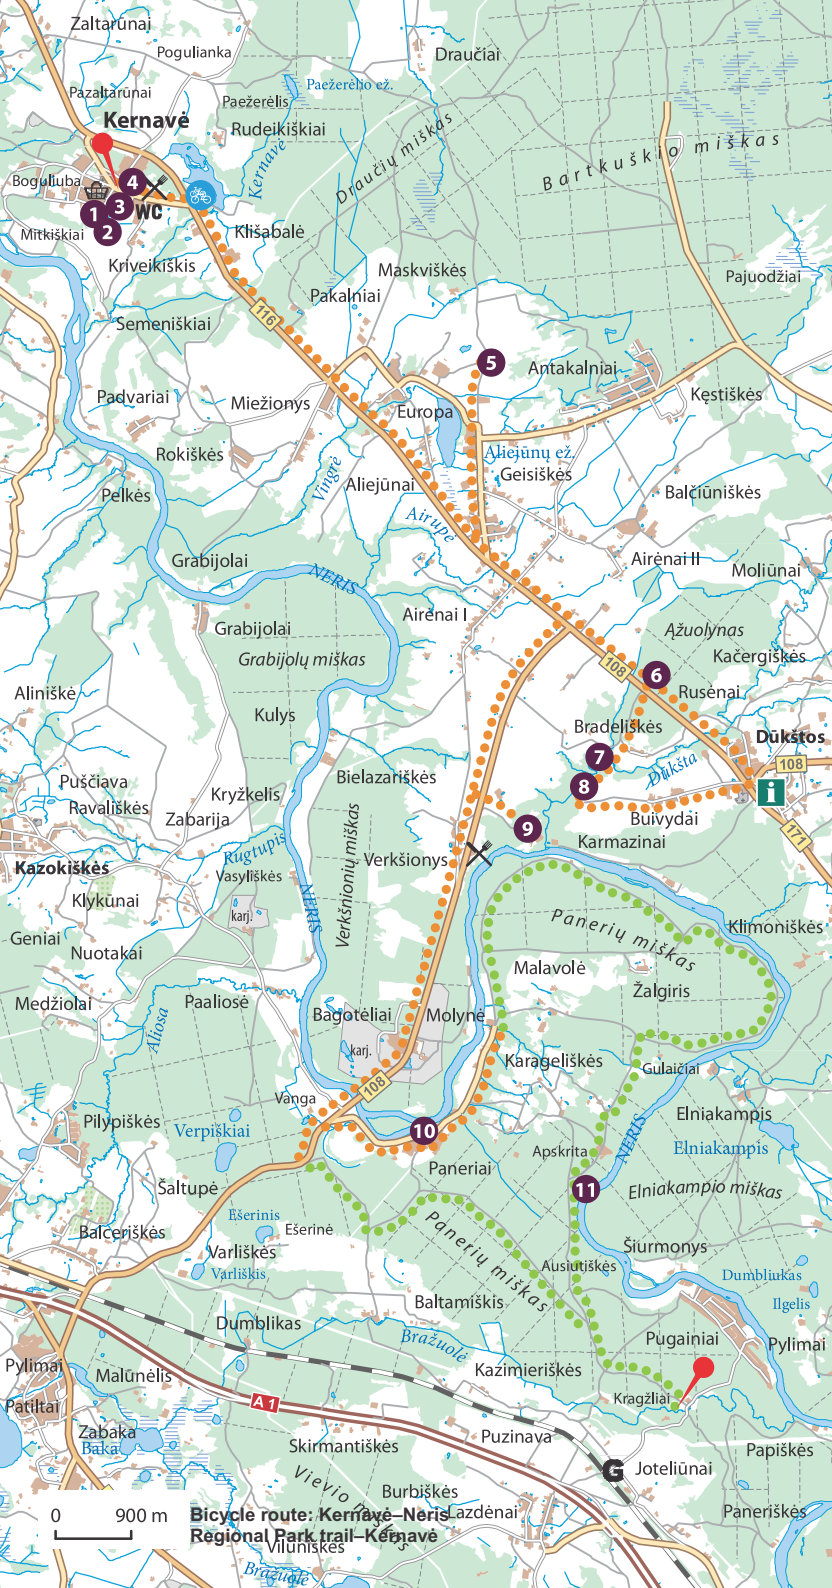 Zaltarūnai
Pogulianka
Draučiai
Pazaltarūnai
Paežerėlio ež.
Paežerėlis
Kernavė
Rudeikiškiai
Draučių miškas
Bartkuškio miškas
Kernavė
Boguliuba
4
3
1
WC
2
Mitkiškiai
Klišabalė
Kriveikiškis
Maskviškės
Pajuodžiai
Pakalniai
116
Semeniškiai
5
Antakalniai
Padvariai
Miežionys
Europa
Kęstiškės
Rokiškės
Aliejūnų ež.
Geisiškės
Vingrė
Aliejūnai
Pelkės
Balčiūniškės
Airupė
Grabijolai
Airėnai II
Moliūnai
NERIS
Airėnai I
Grabijolai
Ąžuolynas
Grabijolų miškas
Kačergiškės
108
6
Aliniškė
Rusėnai
Kulys
Bradeliškės
Dūkštos
7
108
Puščiava
Bielazariškės
Dūkšta
8
i
Ravališkės
Kryžkelis
Zabarija
Buivydai
9
171
Rugtupis
Karmazinai
Verkšnionių miškas
Verkšionys
Kazokiškės
Vasyliškės
Klykūnai
NERIS
karj.
Panerių miškas
Klimoniškės
Geniai
Nuotakai
Malavolė
Žalgiris
Medžiolai
Paaliosė
Aliosa
Bagotėliai
Molynė
karj.
Karageliškės
Gulaičiai
108
Vanga
Elniakampis
Pilypiškės
Verpiškiai
10
NERIS
Elniakampis
Apskrita
Paneriai
Šaltupė
11
Elniakampio miškas
Ešerinis
Ešerinė
Balceriškės
Panerių miškas
Varliškės
Šiurmonys
Varliškis
Ausiutiškės
Dumbliukas
Baltamiškis
Ilgelis
Dumblikas
Bražuolė
Pugainiai
Pylimai
Pylimai
Malūnėlis
Kazimieriškės
Patiltai
A1
Kragžliai
Zabaka
Baka
Skirmantiškės
Puzinava
Papiškės
G
Joteliūnai
Vievio miškas
Burbiškės
0 900 m
Bicycle route: Kernavė–Neris
Lazdėnai
Paneriškės
Regional Park trail–Kernavė
Viluniškės
Bražuolė